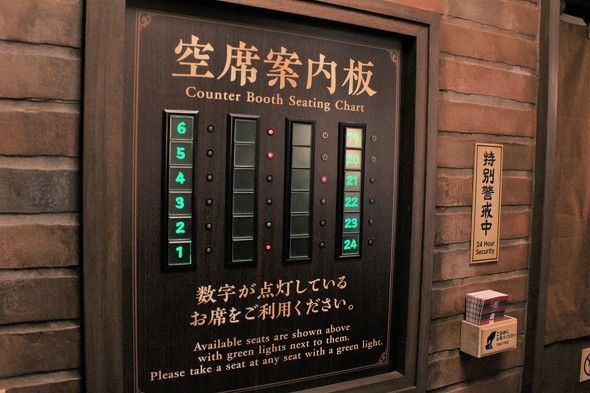 空席案内板
Counter Booth Seating Chart
6
5
4
3
2
1
19
20
21
22
23
24
数字が点灯している
お席をご利用ください。
Available seats are shown above
with green lights next to them.
Please take a seat at any seat with a green light.
特別警戒中
24 Hour
Security